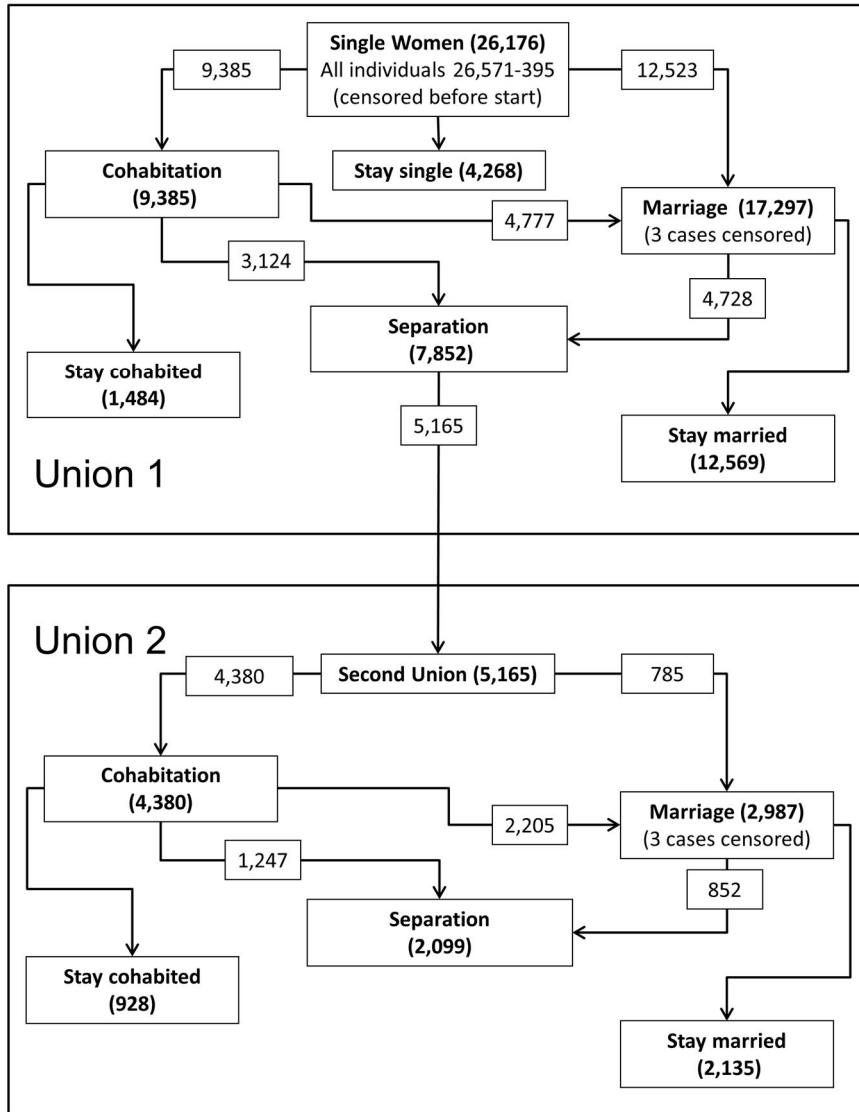 Single Women (26,176)
All individuals 26,571-395
(censored before start)
9,385
12,523
Stay single (4,268)
Cohabitation
(9,385)
Marriage (17,297)
(3 cases censored)
4,777
3,124
4,728
Separation
(7,852)
Stay cohabited
(1,484)
5,165
Stay married
(12,569)
Union 1
Union 2
4,380
Second Union (5,165)
785
Cohabitation
(4,380)
Marriage (2,987)
(3 cases censored)
2,205
1,247
852
Separation
(2,099)
Stay cohabited
(928)
Stay married
(2,135)